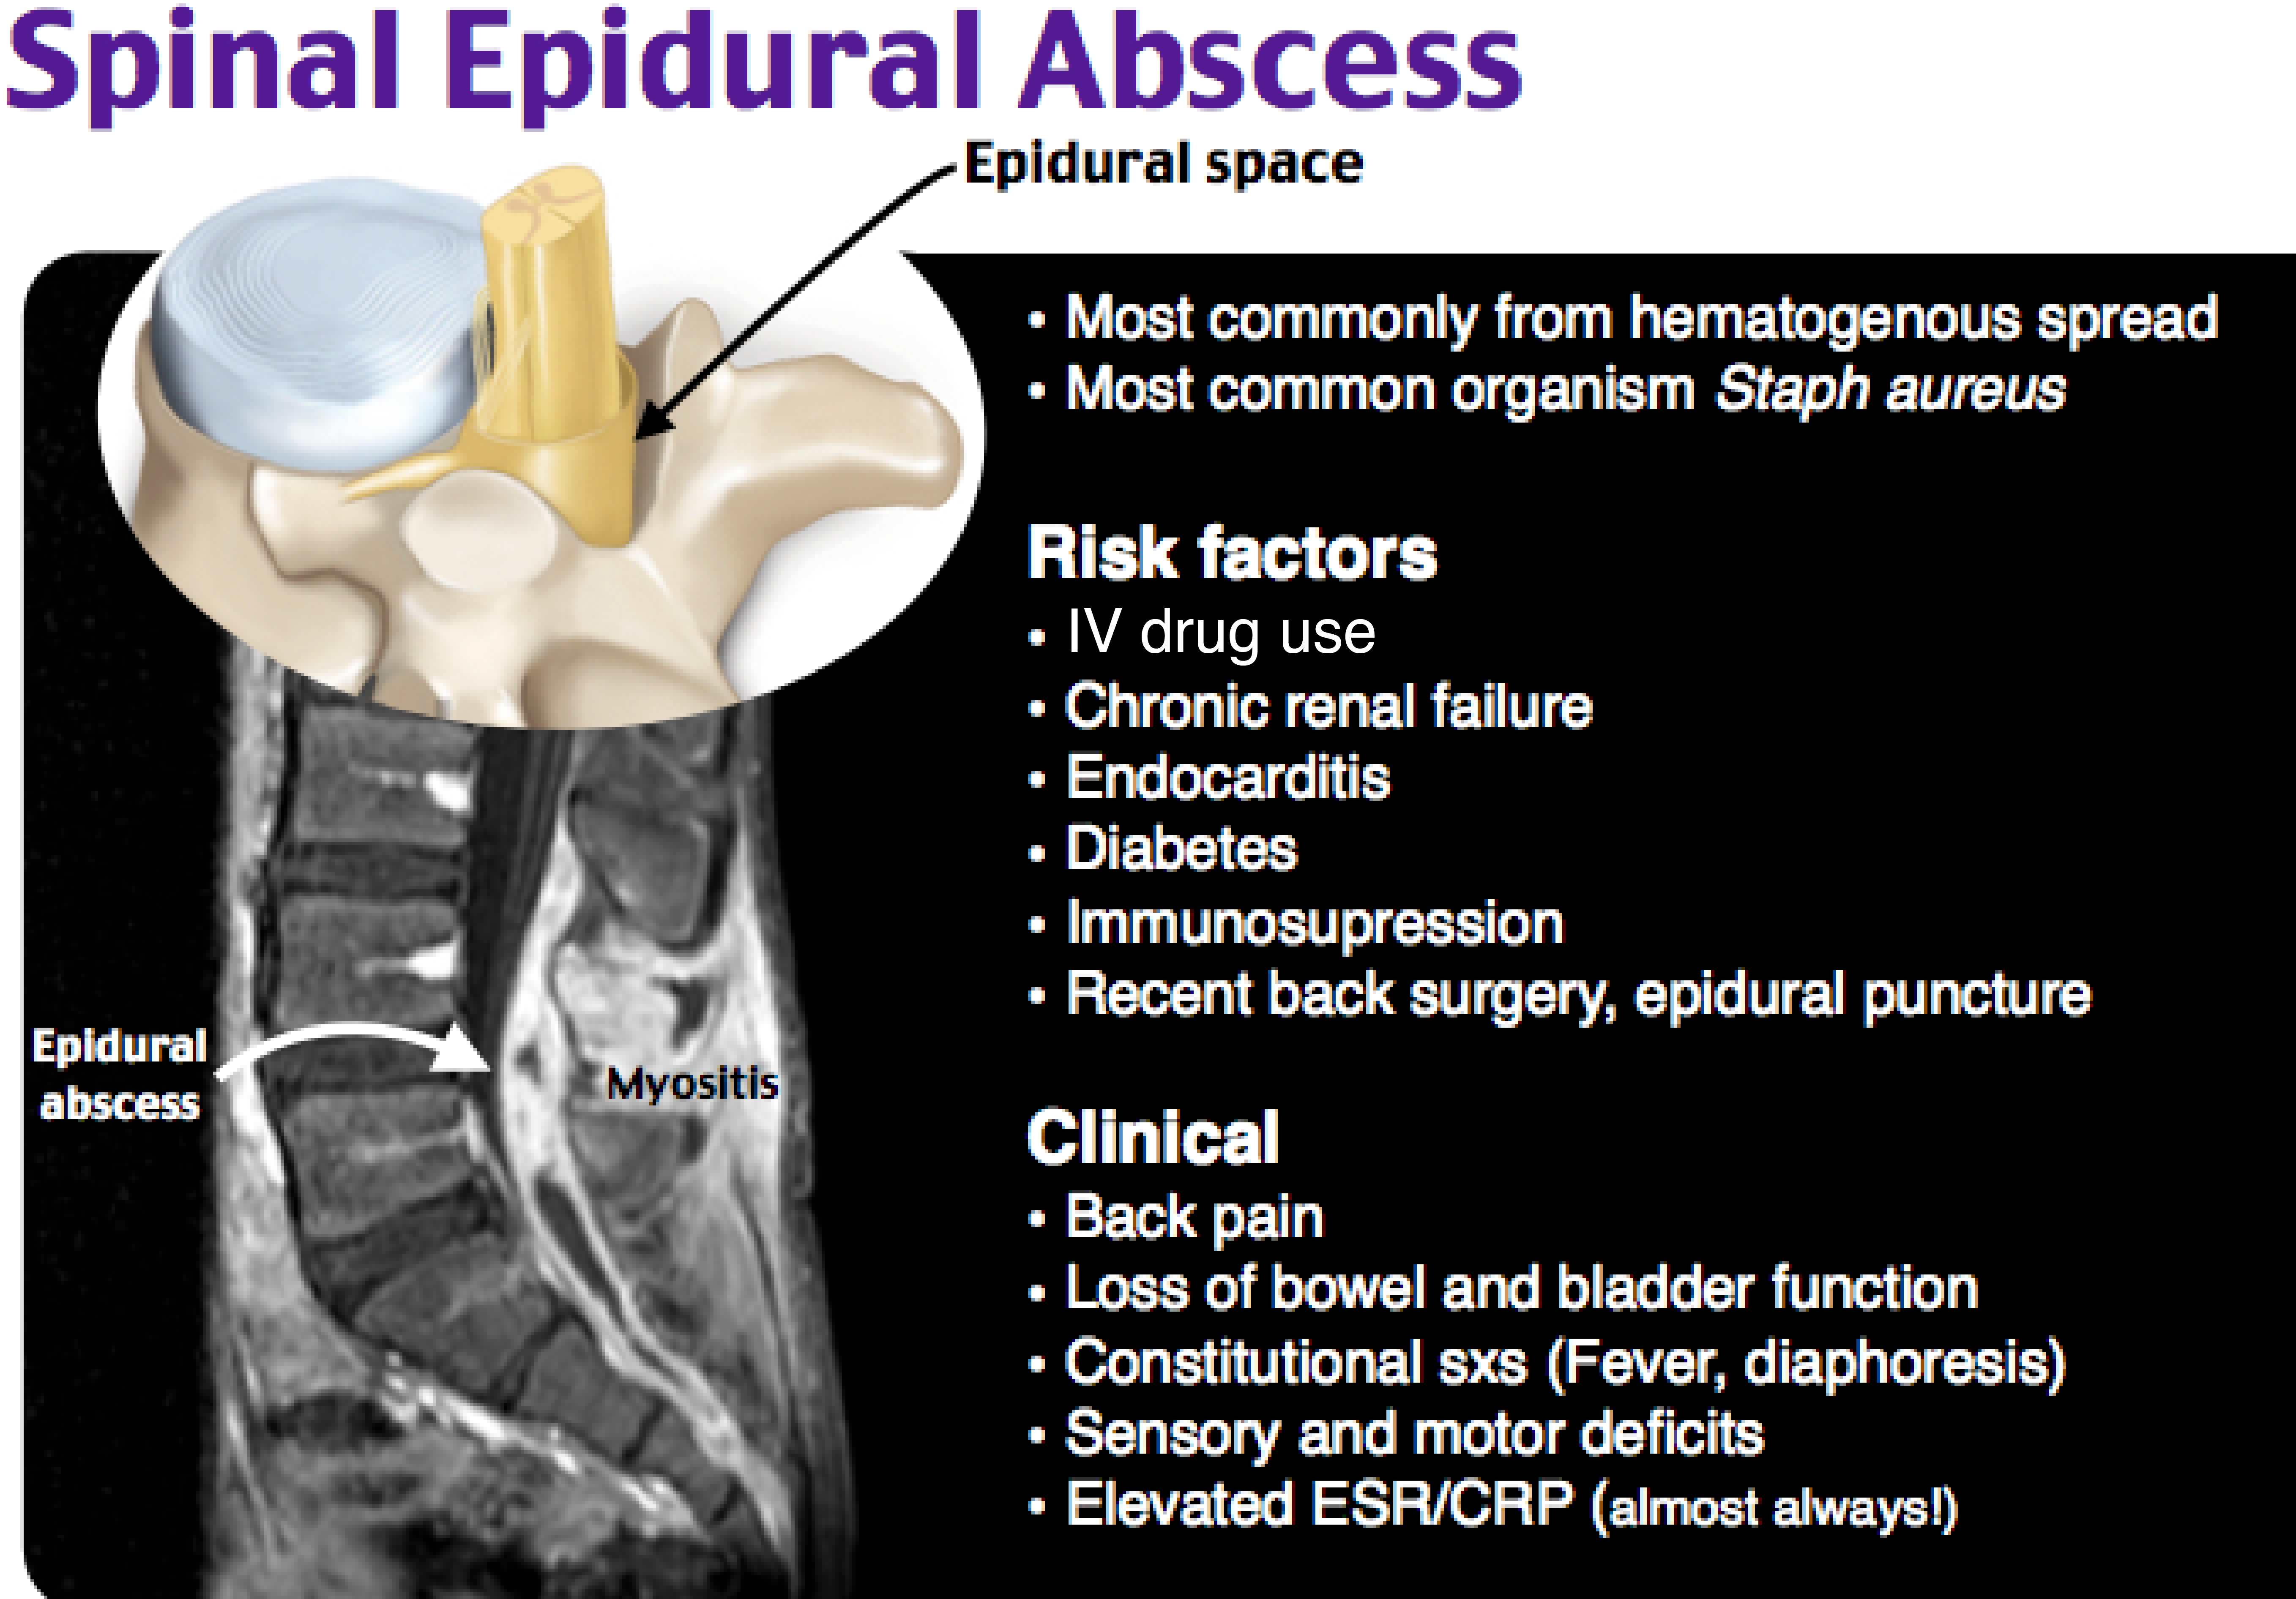 Spinal Epidural Abscess
Epidural space
• Most commonly from hematogenous spread
• Most common organism Staph aureus
Risk factors
• IV drug use
• Chronic renal failure
• Endocarditis
• Diabetes
• Immunosupression
• Recent back surgery, epidural puncture
Epidural
abscess
Myositis
Clinical
• Back pain
• Loss of bowel and bladder function
• Constitutional sxs (Fever, diaphoresis)
• Sensory and motor deficits
• Elevated ESR/CRP (almost always!)